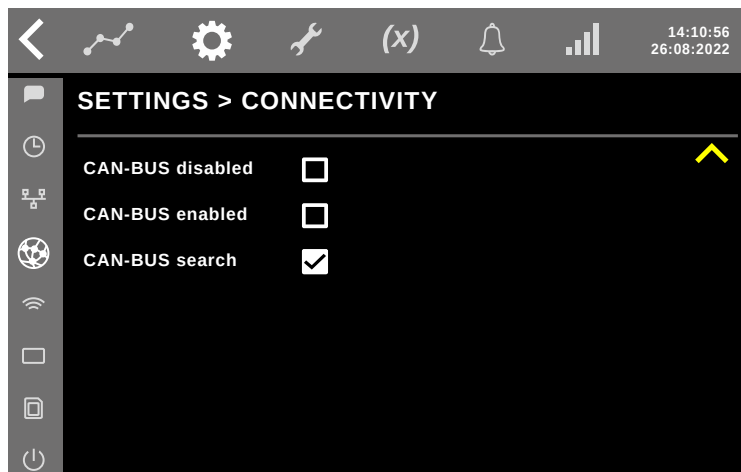 (x)
14:10:56
26:08:2022
SETTINGS > CONNECTIVITY
CAN-BUS disabled
CAN-BUS enabled
CAN-BUS search